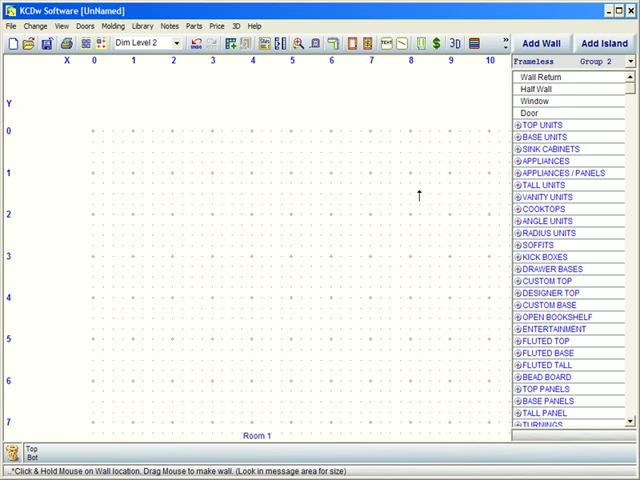 KCDw Software [UnNamed]
File Change View Doors Molding Library Notes Parts Price 3D Help
Dim Level 2
3D
Add Wall Add Island
X 0 1 2 3 4 5 6 7 8 9 10
Frameless Group 2
Y
0
1
2
3
4
5
6
7
Wall Return
Half Wall
Window
Door
TOP UNITS
BASE UNITS
SINK CABINETS
APPLIANCES
APPLIANCES / PANELS
TALL UNITS
VANITY UNITS
COOKTOPS
ANGLE UNITS
RADIUS UNITS
SOFFITS
KICK BOXES
DRAWER BASES
CUSTOM TOP
DESIGNER TOP
CUSTOM BASE
OPEN BOOKSHELF
ENTERTAINMENT
FLUTED TOP
FLUTED BASE
FLUTED TALL
BEAD BOARD
TOP PANELS
BASE PANELS
TALL PANEL
TURNINGS
Room 1
Top
Bot
..*Click & Hold Mouse on Wall location. Drag Mouse to make wall. (Look in message area for size)